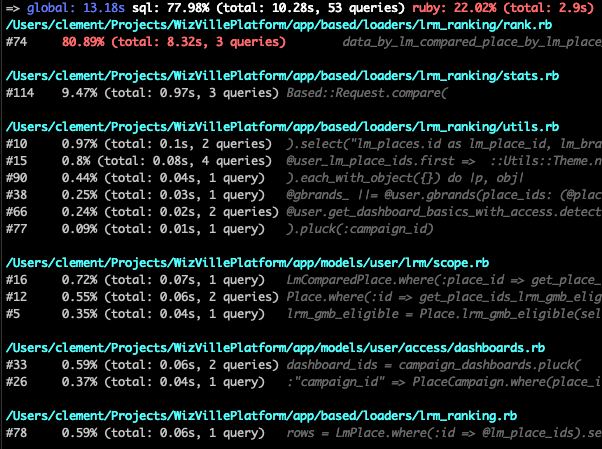 => global: 13.18s sql: 77.98% (total: 10.28s, 53 queries) ruby: 22.02% (total: 2.9s)
/Users/clement/Projects/WizVillePlatform/app/based/loaders/lrm_ranking/rank.rb
#74 80.89% (total: 8.32s, 3 queries) data_by_lm_compared_place_by_lm_place
/Users/clement/Projects/WizVillePlatform/app/based/loaders/lrm_ranking/stats.rb
#114 9.47% (total: 0.97s, 3 queries) Based::Request.compare(
/Users/clement/Projects/WizVillePlatform/app/based/loaders/lrm_ranking/utils.rb
#10 0.97% (total: 0.1s, 2 queries) ).select("lm_places.id as lm_place_id, lm_bra
#15 0.8% (total: 0.08s, 4 queries) @user_lm_place_ids.first => ::Utils::Theme.n
#90 0.44% (total: 0.04s, 1 query) ).each_with_object({}) do |p, obj|
#38 0.25% (total: 0.03s, 1 query) @gbrands_ ||= @user.gbrands(place_ids: (@plac
#66 0.24% (total: 0.02s, 2 queries) @user.get_dashboard_basics_with_access.detect
#77 0.09% (total: 0.01s, 1 query) ).pluck(:campaign_id)
/Users/clement/Projects/WizVillePlatform/app/models/user/lrm/scope.rb
#16 0.72% (total: 0.07s, 1 query) LmComparedPlace.where(:place_id => get_place_
#12 0.55% (total: 0.06s, 2 queries) Place.where(:id => get_place_ids_lrm_gmb_elig
#5 0.35% (total: 0.04s, 1 query) lrm_gmb_eligible = Place.lrm_gmb_eligible(sel
/Users/clement/Projects/WizVillePlatform/app/models/user/access/dashboards.rb
#33 0.59% (total: 0.06s, 2 queries) dashboard_ids = campaign_dashboards.pluck(
#26 0.37% (total: 0.04s, 1 query) :"campaign_id" => PlaceCampaign.where(place_i
/Users/clement/Projects/WizVillePlatform/app/based/loaders/lrm_ranking.rb
#78 0.59% (total: 0.06s, 1 query) rows = LmPlace.where(:id => @lm_place_ids).se